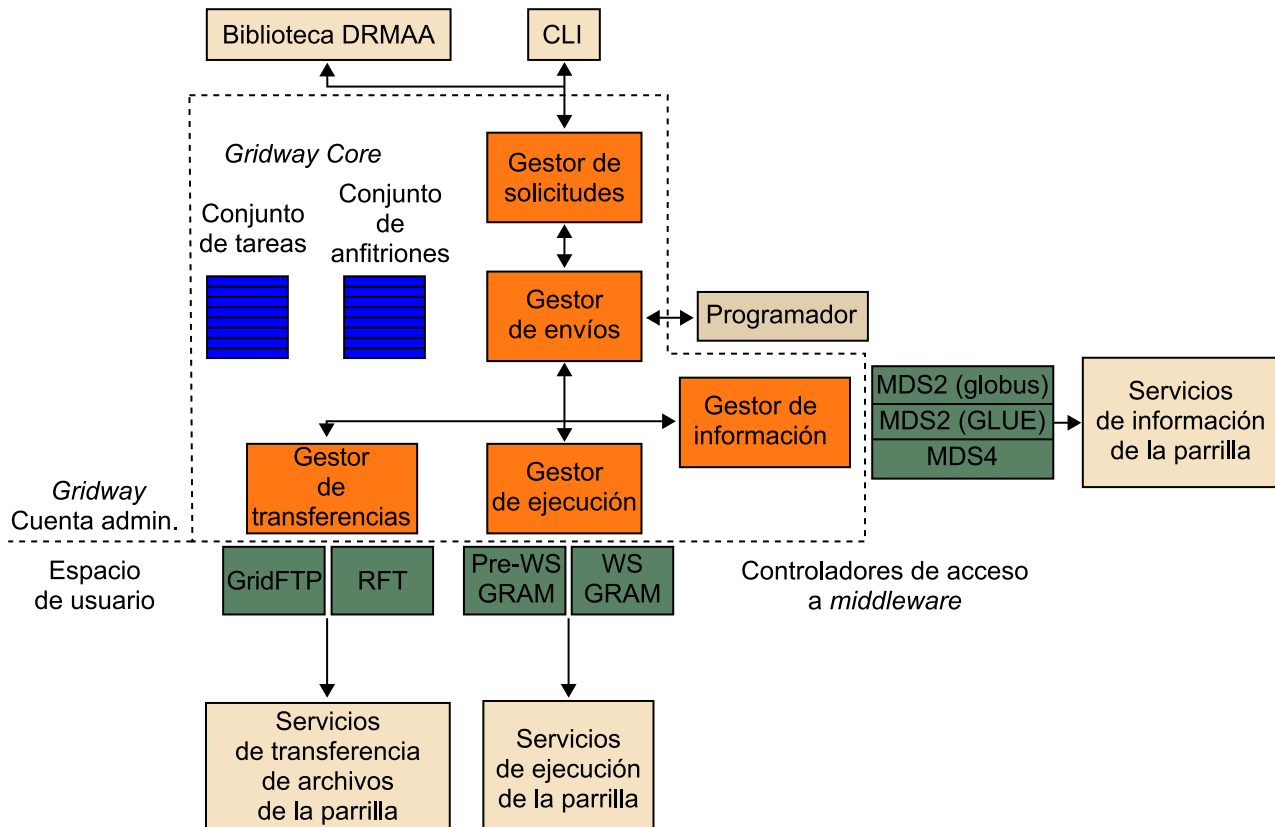 Biblioteca DRMAA
CLI
Gridway Core
Gestor de
solicitudes
Conjunto
de tareas
Conjunto
de
anfitriones
Gestor
de envíos
Programador
Gestor de
información
MDS2 (globus)
MDS2 (GLUE)
MDS4
Servicios
de información
de la parrilla
Gestor
de
transferencias
Gestor
de ejecución
Gridway
Cuenta admin.
Espacio
de usuario
GridFTP
RFT
Pre-WS
GRAM
WS
GRAM
Controladores de acceso
a middleware
Servicios
de transferencia
de archivos
de la parrilla
Servicios
de ejecución
de la parrilla